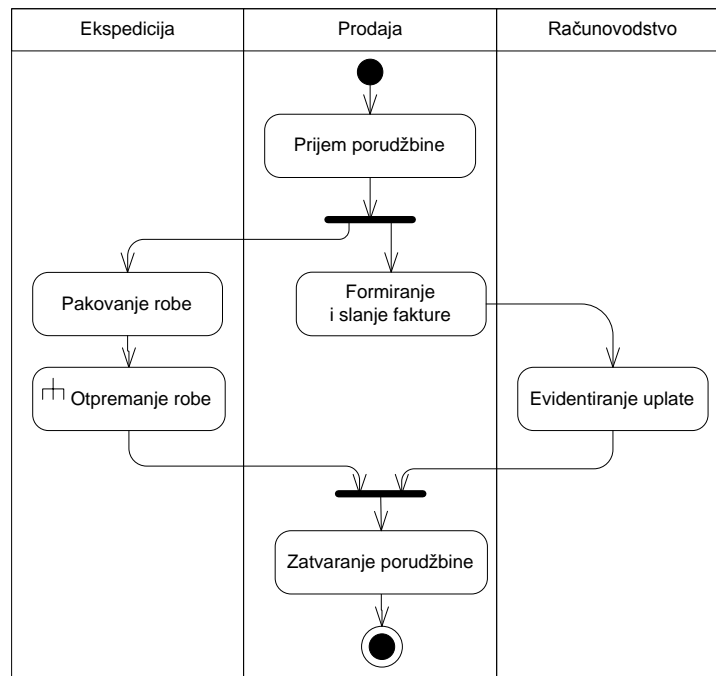 Ekspedicija
Prodaja
Računovodstvo
Prijem porudžbine
Pakovanje robe
Formiranje
i slanje fakture
Otpremanje robe
Evidentiranje uplate
Zatvaranje porudžbine